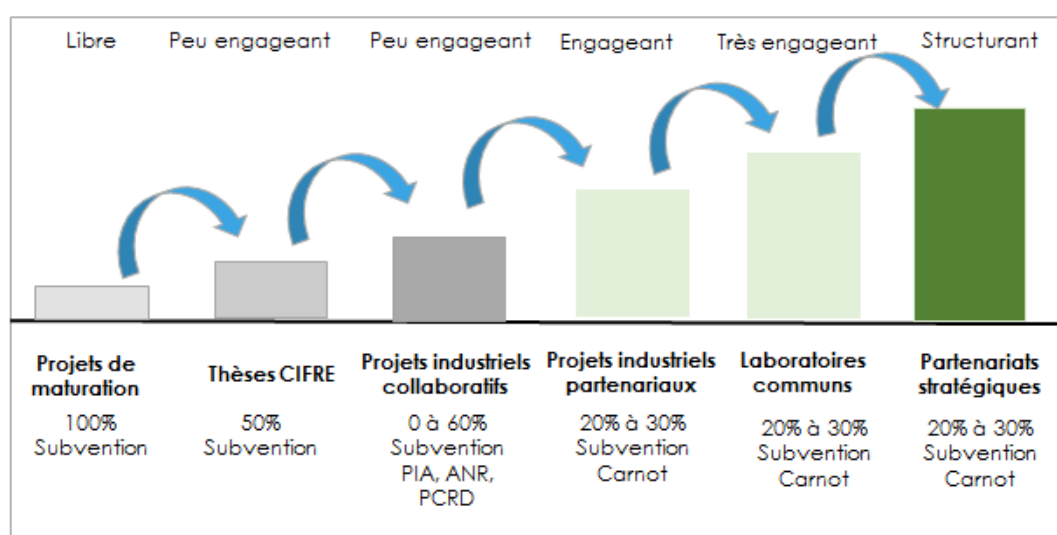 Libre
Peu engageant
Peu engageant
Engageant
Très engageant
Structurant
Projets de
maturation
100%
Subvention
Thèses CIFRE
50%
Subvention
Projets industriels
collaboratifs
0 à 60%
Subvention
PIA, ANR,
PCRD
Projets industriels
partenariaux
20% à 30%
Subvention
Carnot
Laboratoires
communs
20% à 30%
Subvention
Carnot
Partenariats
stratégiques
20% à 30%
Subvention
Carnot